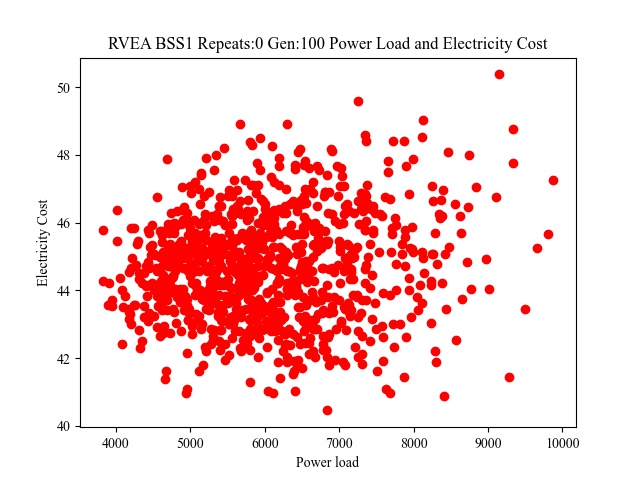 RVEA BSS1 Repeats:0 Gen:100 Power Load and Electricity Cost
50
48
46
44
42
40
Electricity Cost
4000 5000 6000 7000 8000 9000 10000
Power load